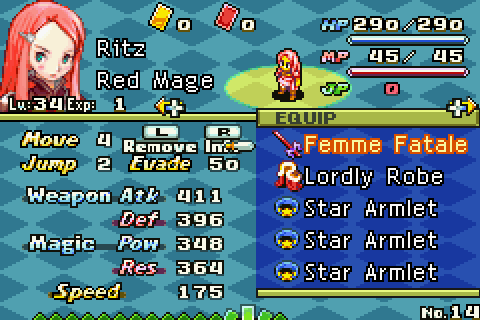 0 0
HP 290/290
Ritz
MP 45/ 45
Red Mage
JP 0
Lv.34 Exp: 1
EQUIP
L R
Move 4
Remove
Femme Fatale
Jump 2 Evade 50
Lordly Robe
Weapon Atk 411
Star Armlet
Def 396
Magic Pow 348
Star Armlet
Res 364
Star Armlet
Speed 175
No.14